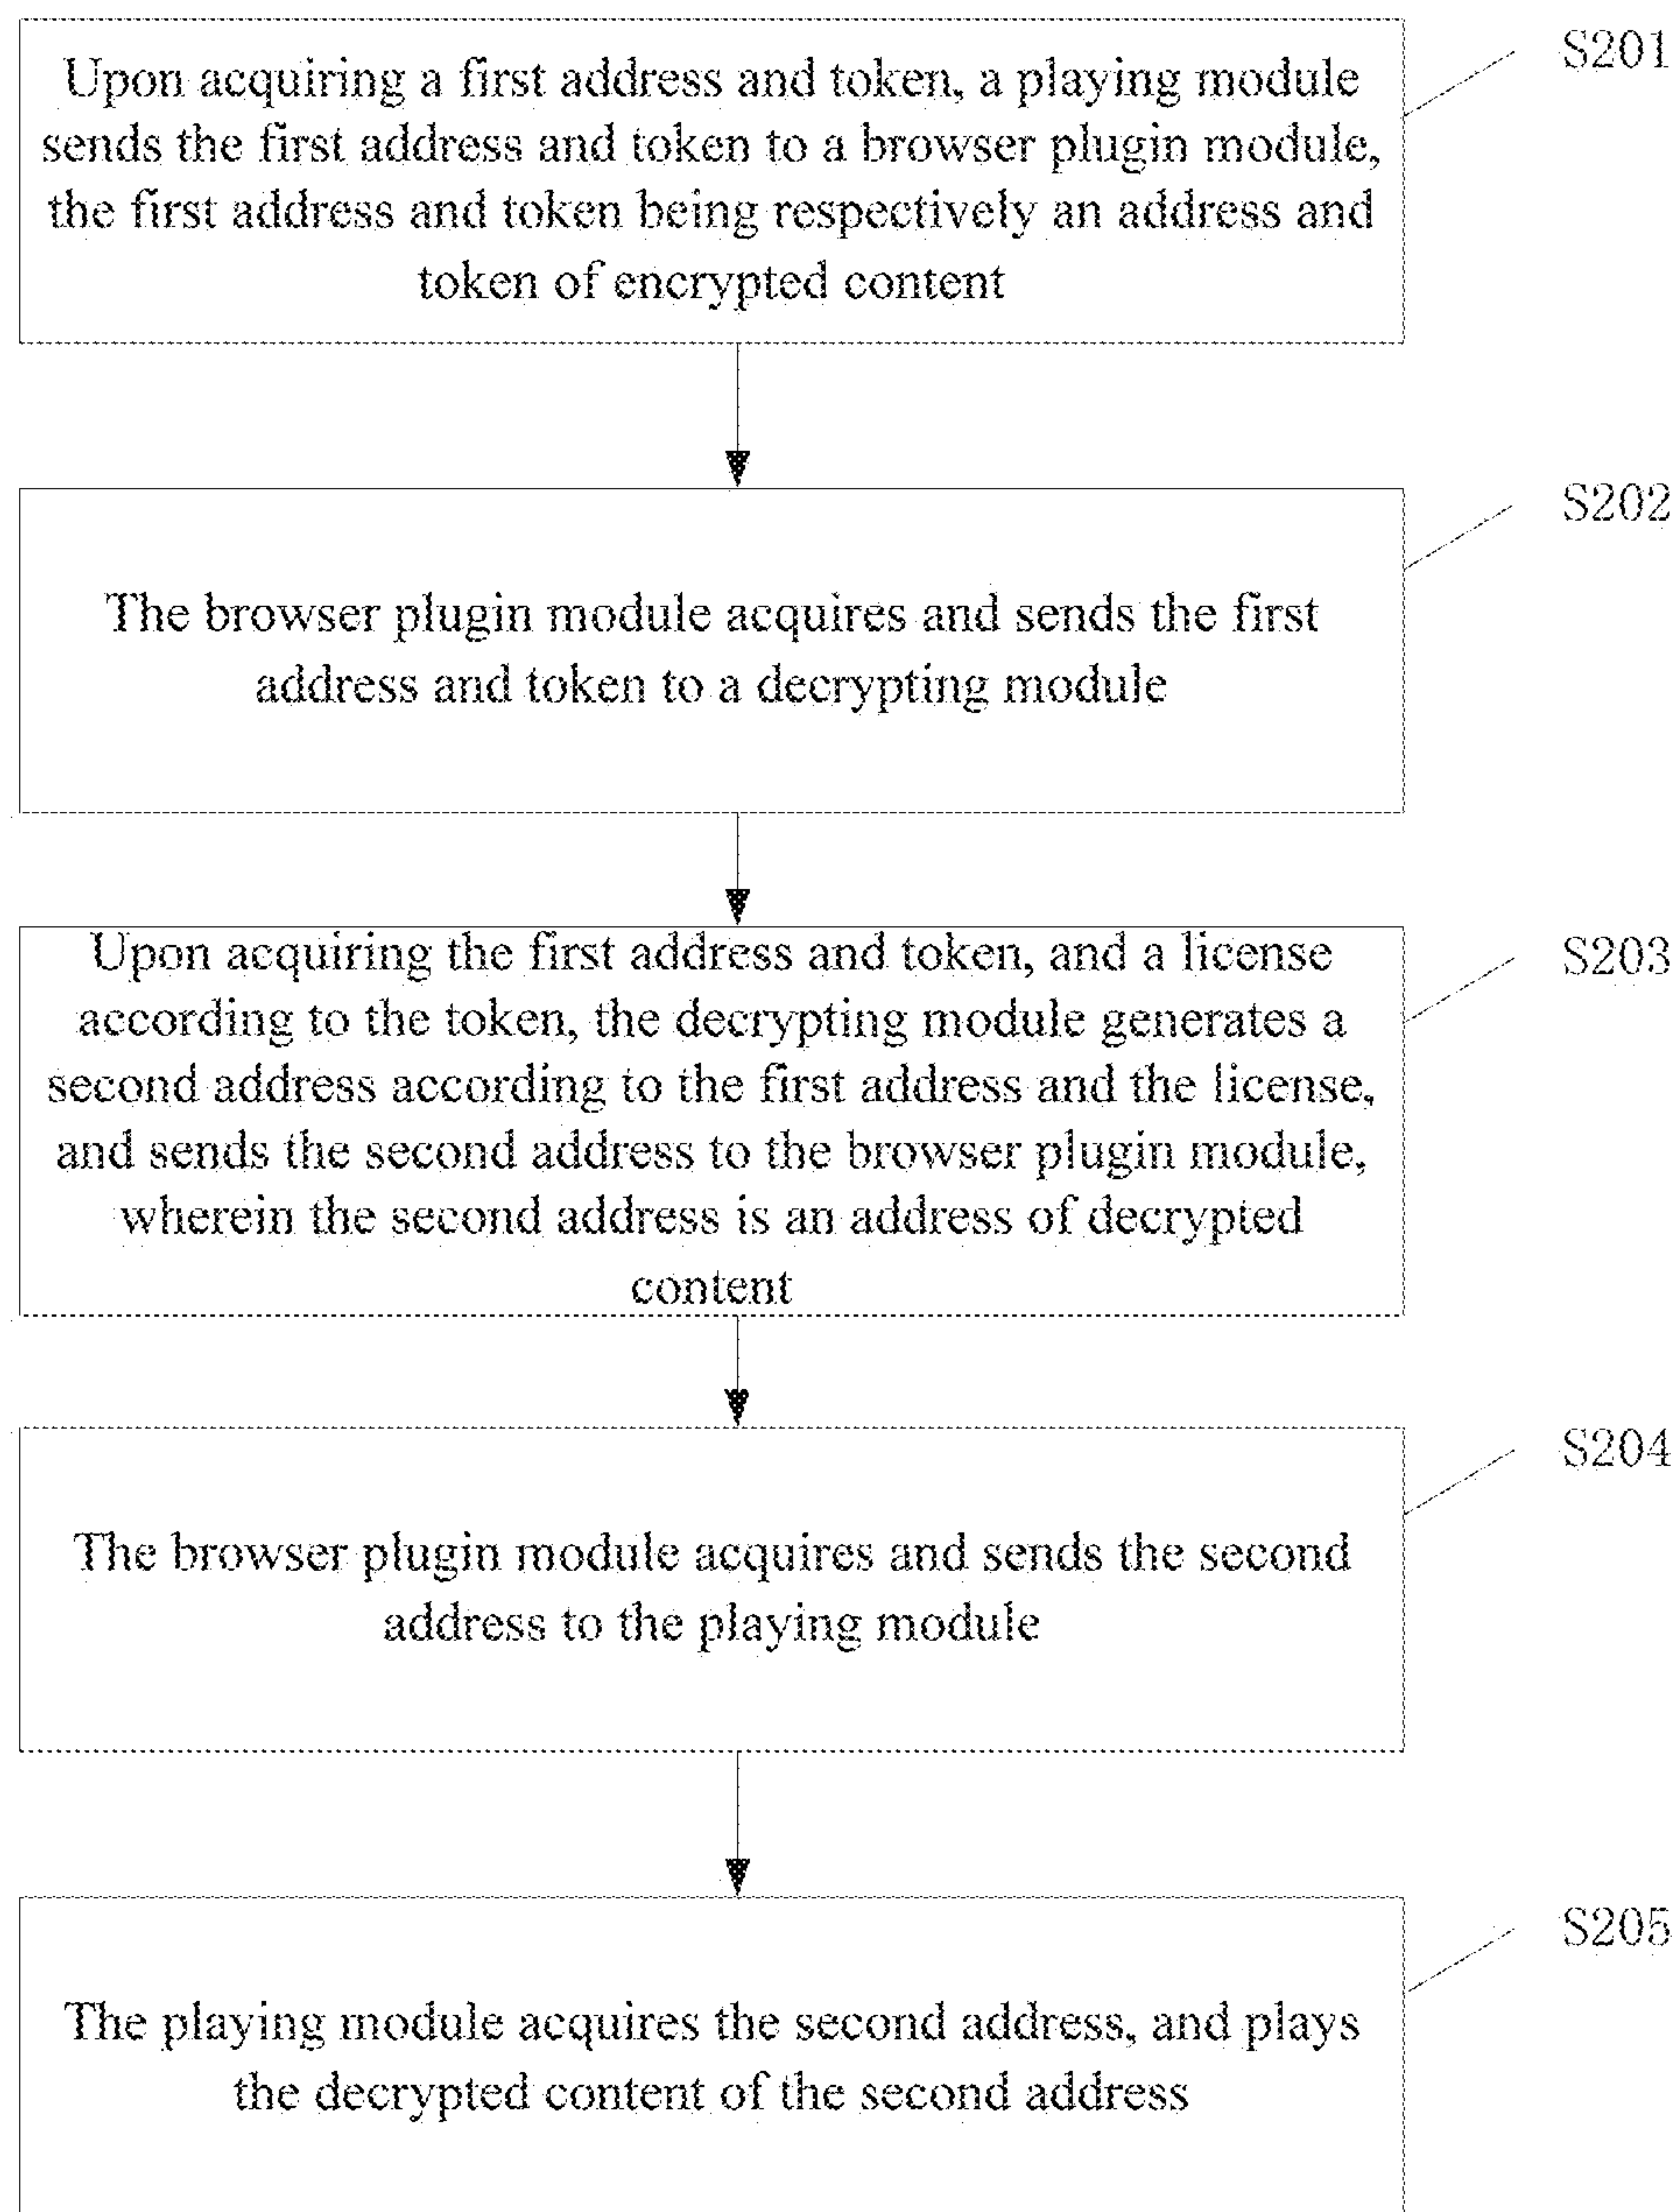 Upon acquiring a first address and token, a playing module
sends the first address and token to a browser plugin module,
the first address and token being respectively an address and
token of encrypted content
S201
The browser plugin module acquires and sends the first
address and token to a decrypting module
S202
Upon acquiring the first address and token, and a license
according to the token, the decrypting module generates a
second address according to the first address and the license,
and sends the second address to the browser plugin module,
wherein the second address is an address of decrypted
content
S203
The browser plugin module acquires and sends the second
address to the playing module
S204
The playing module acquires the second address, and plays
the decrypted content of the second address
S205